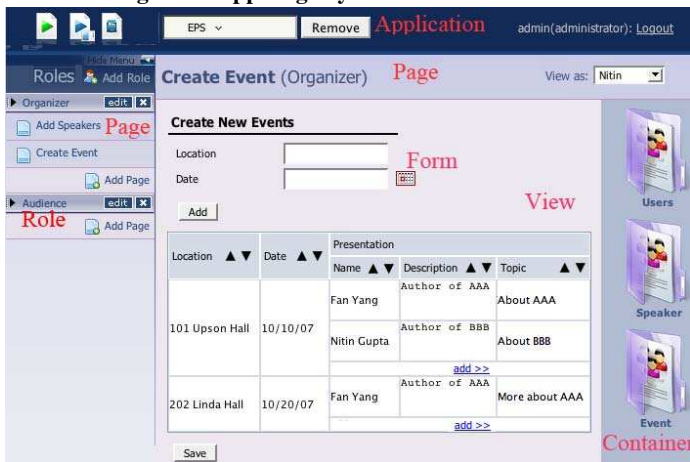 EPS
Remove
Application
admin(administrator): Logout
Hide Menu
Roles
Add Role
Create Event (Organizer)
Page
View as:
Nitin
Organizer
edit
X
Add Speakers
Page
Create Event
Add Page
Audience
edit
X
Role
Add Page
Create New Events
Location
Date
Form
Add
View
Location ▲▼
Date ▲▼
Presentation
Name ▲▼
Description ▲▼
Topic ▲▼
101 Upson Hall
10/10/07
Fan Yang
Author of AAA
About AAA
Nitin Gupta
Author of BBB
About BBB
add >>
202 Linda Hall
10/20/07
Fan Yang
Author of AAA
More about AAA
add >>
Save
Users
Speaker
Event
Container